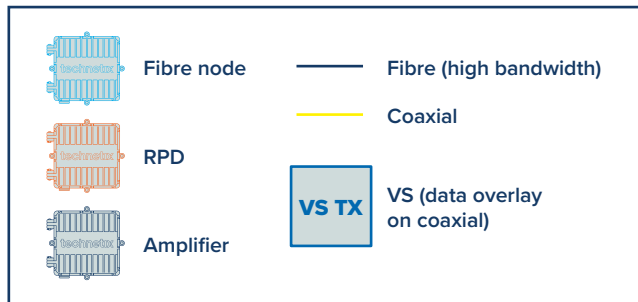 technetix
Fibre node
technetix
RPD
technetix
Amplifier
Fibre (high bandwidth)
Coaxial
VS TX
VS (data overlay
on coaxial)